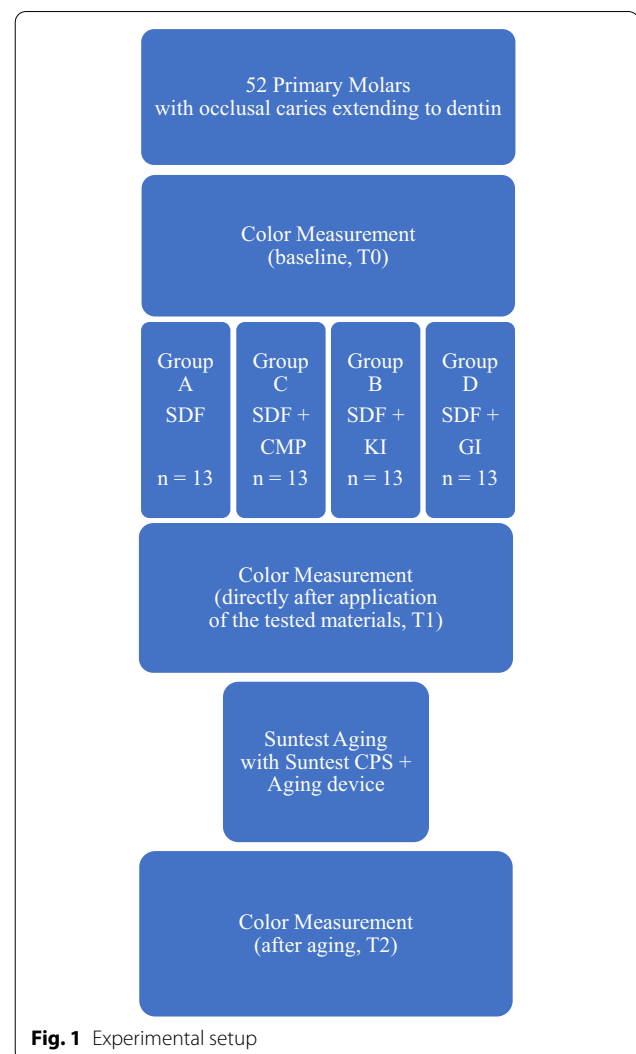 52 Primary Molars
with occlusal caries extending to dentin
Color Measurement
(baseline, T0)
Group
A
SDF
n = 13
Group
C
SDF +
CMP
n = 13
Group
B
SDF +
KI
n = 13
Group
D
SDF +
GI
n = 13
Color Measurement
(directly after application
of the tested materials, T1)
Suntest Aging
with Suntest CPS +
Aging device
Color Measurement
(after aging, T2)
Fig. 1 Experimental setup